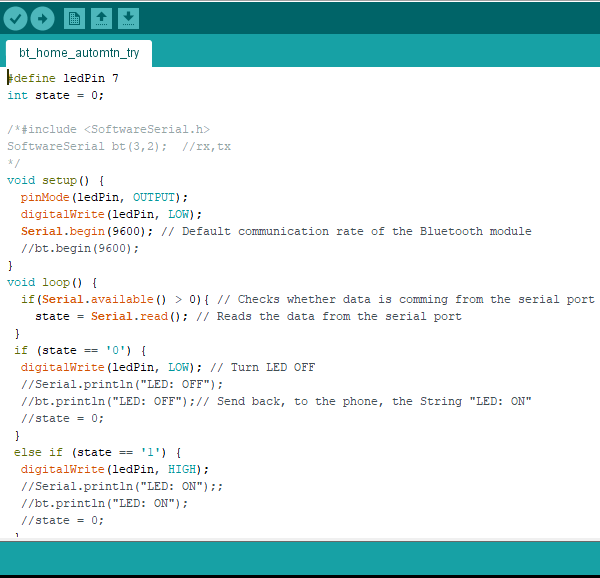 bt_home_automtn_try
#define ledPin 7
int state = 0;
/*#include <SoftwareSerial.h>
SoftwareSerial bt(3,2);  //rx,tx
*/
void setup() {
  pinMode(ledPin, OUTPUT);
  digitalWrite(ledPin, LOW);
  Serial.begin(9600); // Default communication rate of the Bluetooth module
  //bt.begin(9600);
}
void loop() {
  if(Serial.available() > 0){ // Checks whether data is comming from the serial port
    state = Serial.read(); // Reads the data from the serial port
 }
 if (state == '0') {
  digitalWrite(ledPin, LOW); // Turn LED OFF
  //Serial.println("LED: OFF");
  //bt.println("LED: OFF");// Send back, to the phone, the String "LED: ON"
  //state = 0;
 }
 else if (state == '1') {
  digitalWrite(ledPin, HIGH);
  //Serial.println("LED: ON");;
  //bt.println("LED: ON");
  //state = 0;
 }